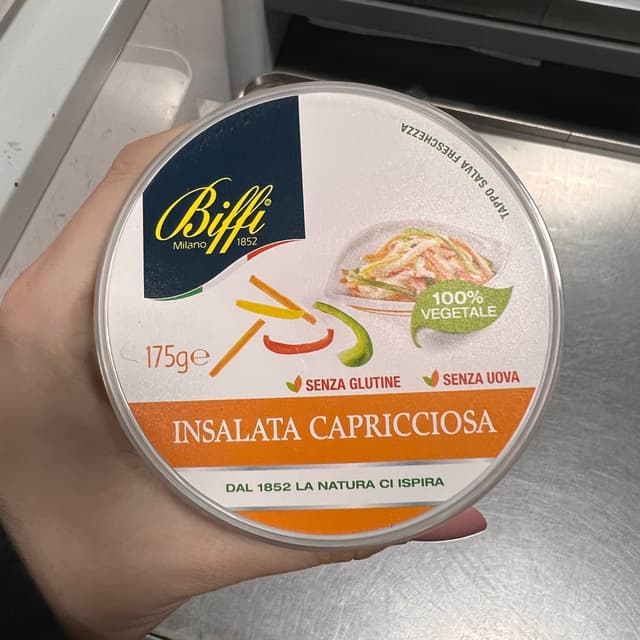 TAPPO SALVA FRESCHEZZA
Biffi®
Milano 1852
100%
VEGETALE
175g℮
SENZA GLUTINE
SENZA UOVA
INSALATA CAPRICCIOSA
DAL 1852 LA NATURA CI ISPIRA